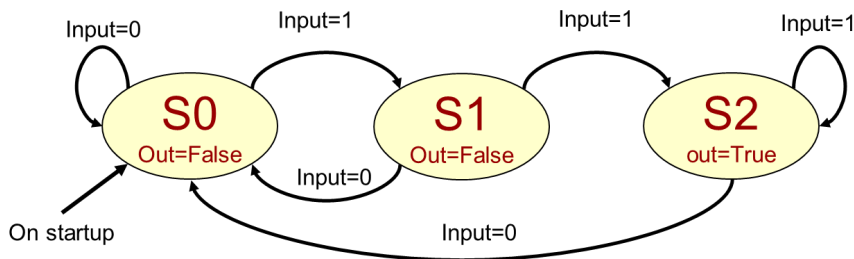 Input=0
Input=1
Input=1
Input=1
S0
Out=False
S1
Out=False
S2
out=True
Input=0
On startup
Input=0